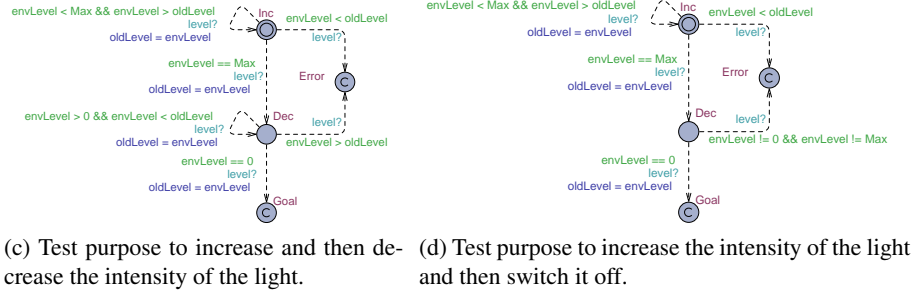 envLevel < Max && envLevel > oldLevel
level?
oldLevel = envLevel
Inc
envLevel < oldLevel
level?
envLevel == Max
level?
oldLevel = envLevel
Error
envLevel > 0 && envLevel < oldLevel
level?
oldLevel = envLevel
Dec
level?
envLevel > oldLevel
envLevel == 0
level?
oldLevel = envLevel
Goal
C
C
(c) Test purpose to increase and then de-
crease the intensity of the light.
envLevel < Max && envLevel > oldLevel
level?
oldLevel = envLevel
Inc
envLevel < oldLevel
level?
envLevel == Max
level?
oldLevel = envLevel
Error
Dec
level?
envLevel != 0 && envLevel != Max
envLevel == 0
level?
oldLevel = envLevel
Goal
C
C
(d) Test purpose to increase the intensity of the light
and then switch it off.